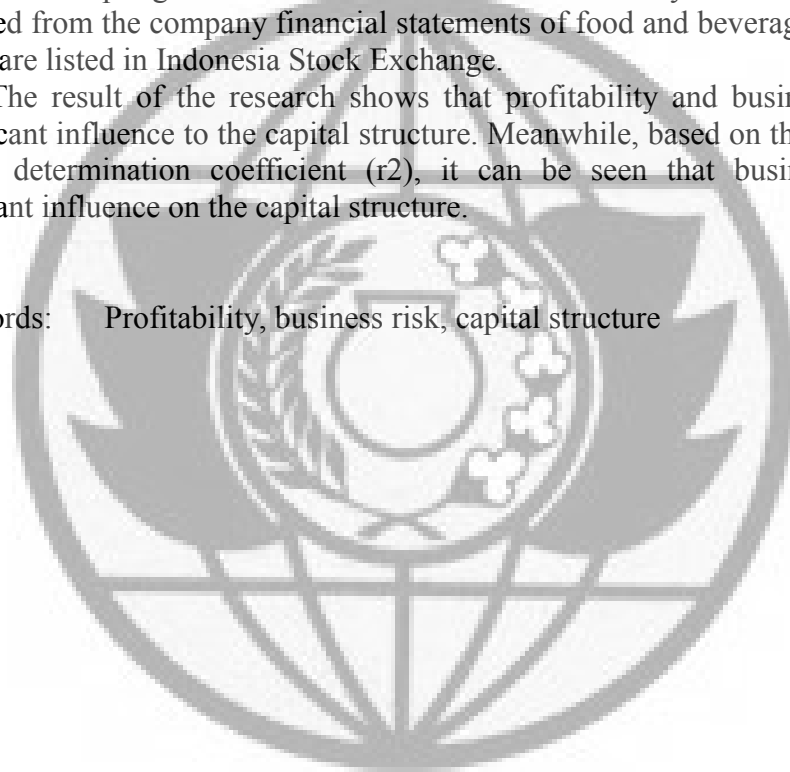 ed from the company financial statements of food and beverag
are listed in Indonesia Stock Exchange.
The result of the research shows that profitability and busin
cant influence to the capital structure. Meanwhile, based on th
determination coefficient (r2), it can be seen that busin
ant influence on the capital structure.
ords: Profitability, business risk, capital structure